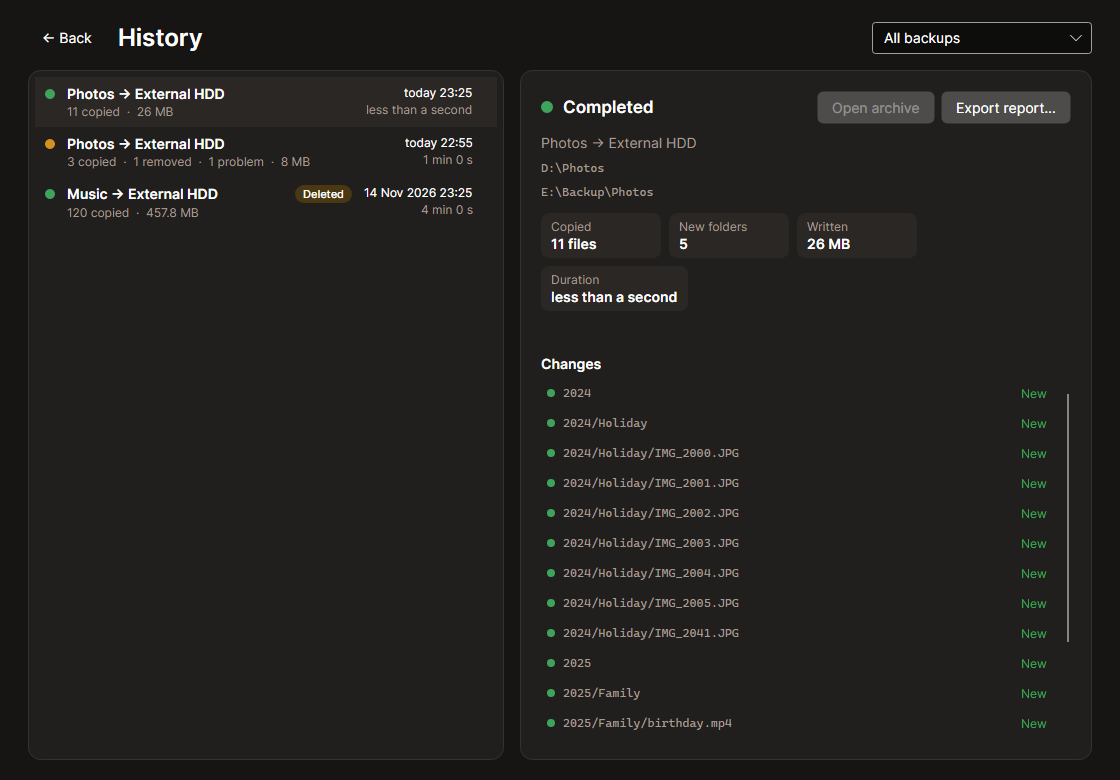 ← Back
History
All backups
Photos → External HDD
today 23:25
11 copied · 26 MB
less than a second
Photos → External HDD
today 22:55
3 copied · 1 removed · 1 problem · 8 MB
1 min 0 s
Music → External HDD
Deleted
14 Nov 2026 23:25
120 copied · 457.8 MB
4 min 0 s
Completed
Open archive
Export report...
Photos → External HDD
D:\Photos
E:\Backup\Photos
Copied
11 files
New folders
5
Written
26 MB
Duration
less than a second
Changes
2024 New
2024/Holiday New
2024/Holiday/IMG_2000.JPG New
2024/Holiday/IMG_2001.JPG New
2024/Holiday/IMG_2002.JPG New
2024/Holiday/IMG_2003.JPG New
2024/Holiday/IMG_2004.JPG New
2024/Holiday/IMG_2005.JPG New
2024/Holiday/IMG_2041.JPG New
2025 New
2025/Family New
2025/Family/birthday.mp4 New